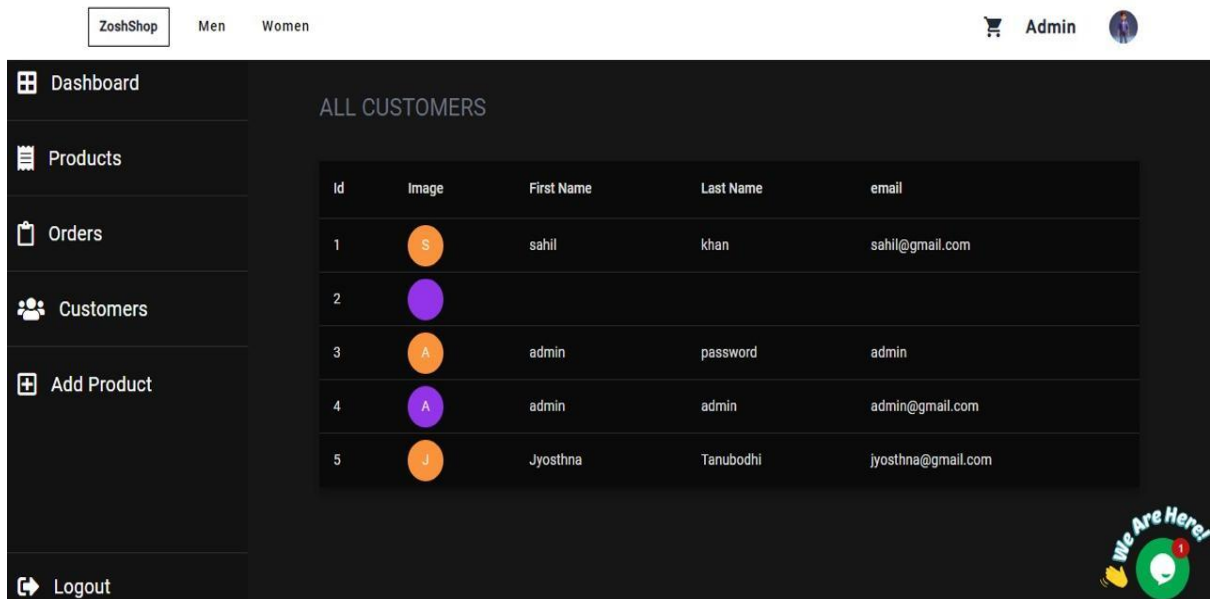 ZoshShop Men Women Admin
Dashboard
Products
Orders
Customers
Add Product
Logout
ALL CUSTOMERS
Id Image First Name Last Name email
1 S sahil khan sahil@gmail.com
2
3 A admin password admin
4 A admin admin admin@gmail.com
5 J Jyosthna Tanubodhi jyosthna@gmail.com
We Are Here!
1